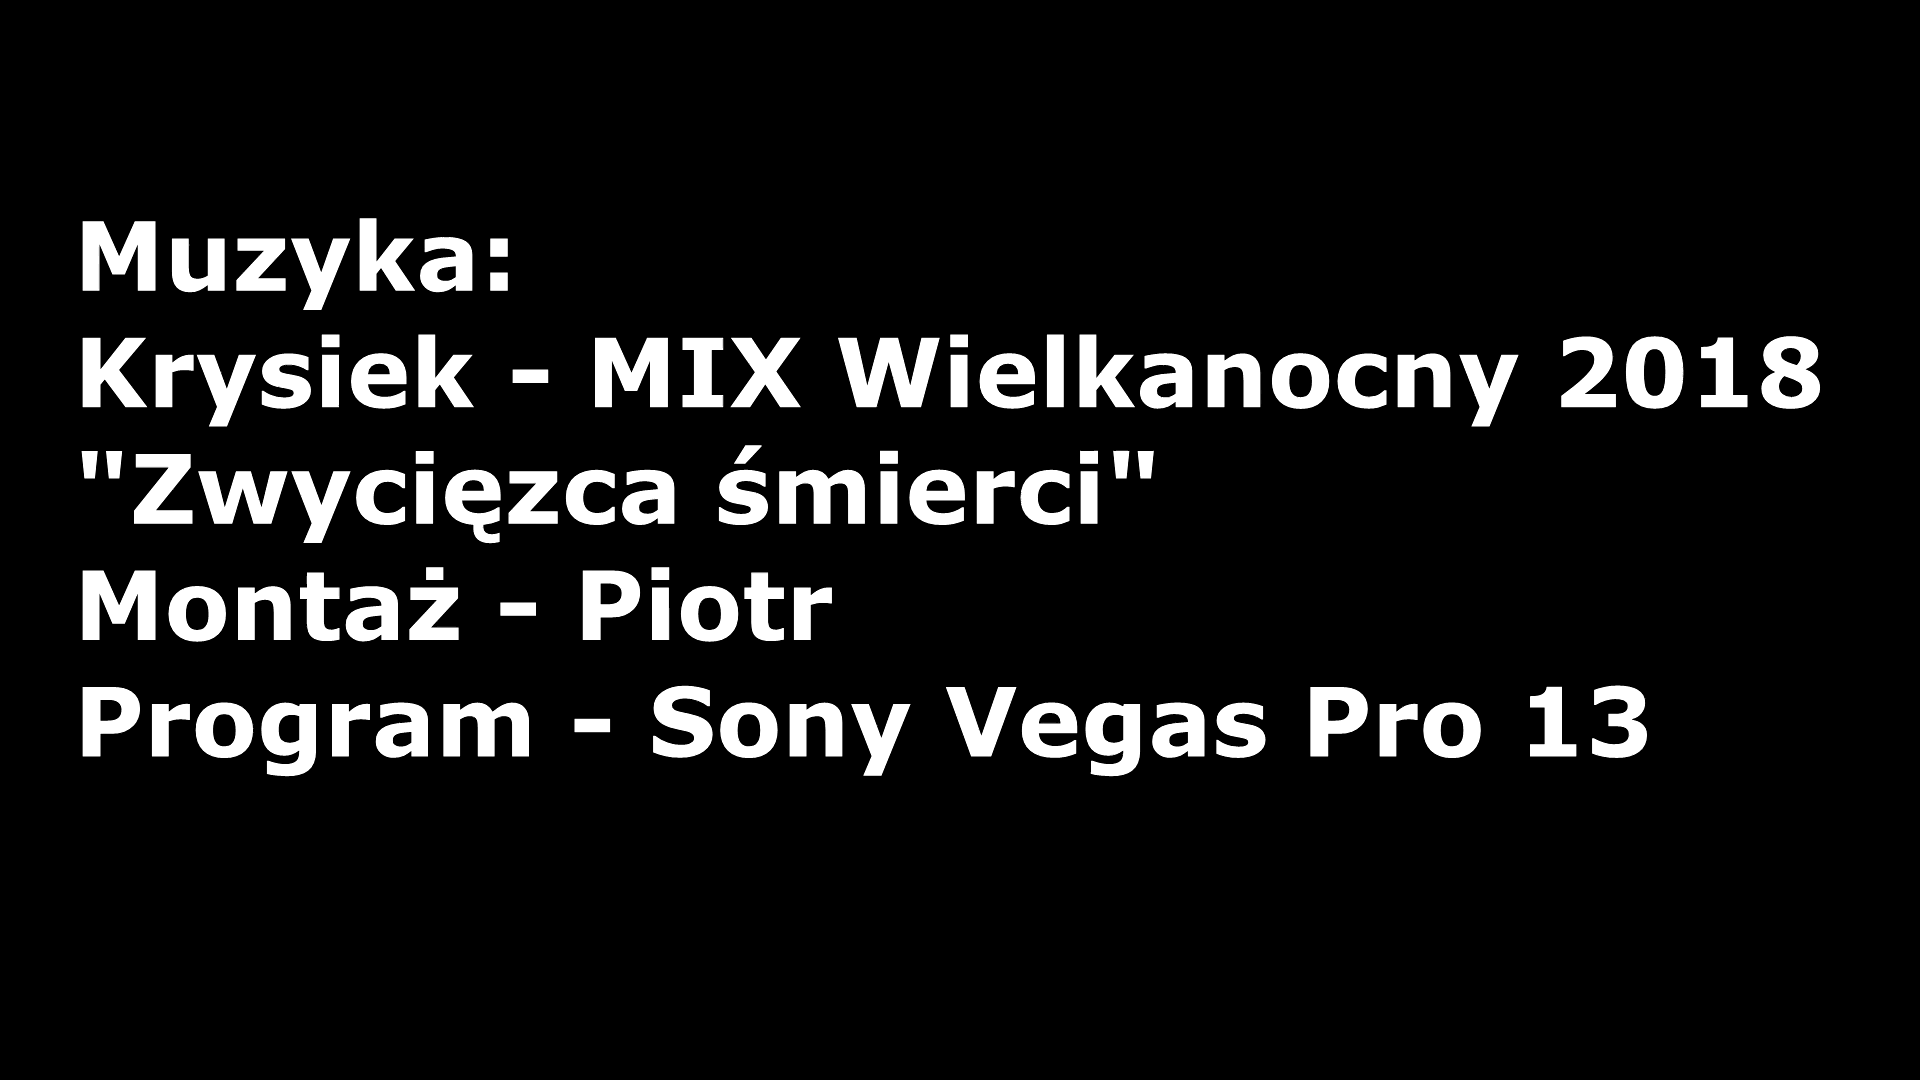 Muzyka:
Krysiek - MIX Wielkanocny 2018
"Zwycięzca śmierci"
Montaż - Piotr
Program - Sony Vegas Pro 13